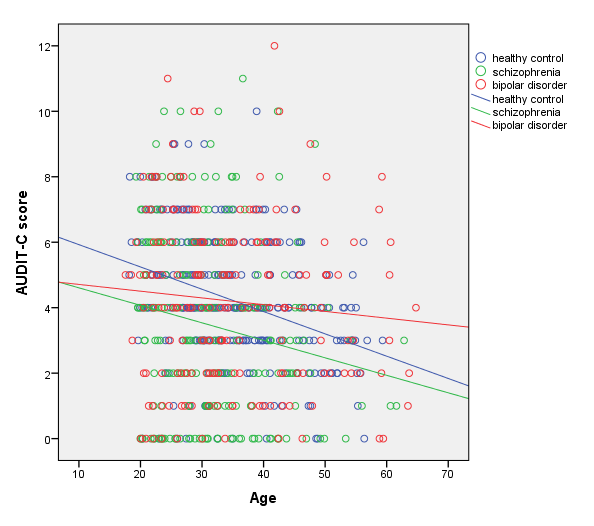 12
10
8
6
4
2
0
AUDIT-C score
10 20 30 40 50 60 70
Age
healthy control
schizophrenia
bipolar disorder
healthy control
schizophrenia
bipolar disorder